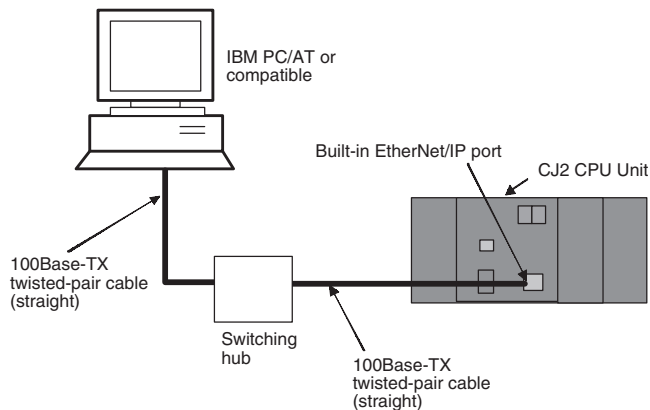 IBM PC/AT or
compatible
Built-in EtherNet/IP port
CJ2 CPU Unit
100Base-TX
twisted-pair cable
(straight)
Switching
hub
100Base-TX
twisted-pair cable
(straight)